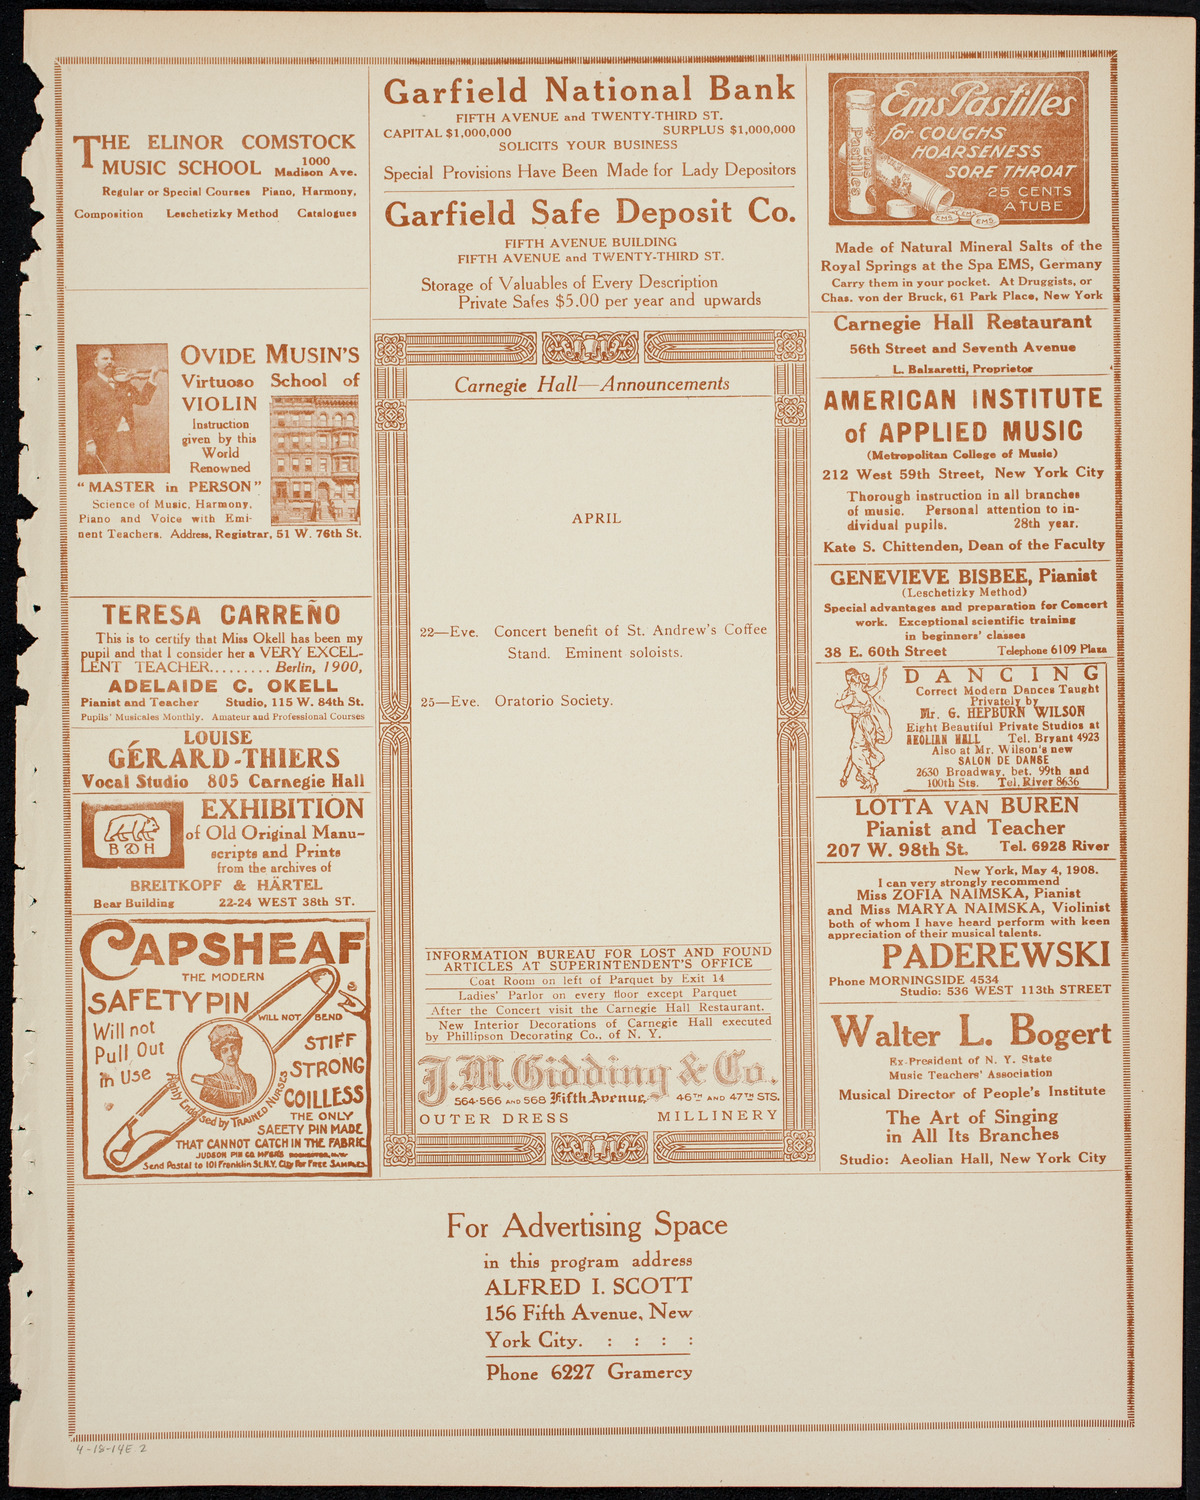 THE ELINOR COMSTOCK
MUSIC SCHOOL 1000 Madison Ave.
Regular or Special Courses Piano, Harmony,
Composition Leschetizky Method Catalogues
OVIDE MUSIN'S
Virtuoso School of
VIOLIN
Instruction
given by this
World
Renowned
"MASTER in PERSON"
Science of Music, Harmony,
Piano and Voice with Emi-
nent Teachers. Address, Registrar, 51 W. 76th St.
TERESA CARREÑO
This is to certify that Miss Okell has been my
pupil and that I consider her a VERY EXCEL-
LENT TEACHER......... Berlin, 1900,
ADELAIDE C. OKELL
Pianist and Teacher Studio, 115 W. 84th St.
Pupils' Musicales Monthly. Amateur and Professional Courses
LOUISE
GÉRARD-THIERS
Vocal Studio 805 Carnegie Hall
B & H
EXHIBITION
of Old Original Manu-
scripts and Prints
from the archives of
BREITKOPF & HÄRTEL
Bear Building 22-24 WEST 38th ST.
CAPSHEAF
THE MODERN
SAFETY PIN
WILL NOT BEND
Will not
Pull Out
in Use
STIFF
STRONG
COILLESS
Highly Endorsed by TRAINED NURSES
THE ONLY
SAFETY PIN MADE
THAT CANNOT CATCH IN THE FABRIC
JUDSON PIN CO. MFGRS ROCHESTER, N.Y.
Send Postal to 101 Franklin St. N.Y. City For FREE SAMPLES
Garfield National Bank
FIFTH AVENUE and TWENTY-THIRD ST.
CAPITAL $1,000,000 SURPLUS $1,000,000
SOLICITS YOUR BUSINESS
Special Provisions Have Been Made for Lady Depositors
Garfield Safe Deposit Co.
FIFTH AVENUE BUILDING
FIFTH AVENUE and TWENTY-THIRD ST.
Storage of Valuables of Every Description
Private Safes $5.00 per year and upwards
Carnegie Hall—Announcements
APRIL
22—Eve. Concert benefit of St. Andrew's Coffee
Stand. Eminent soloists.
25—Eve. Oratorio Society.
INFORMATION BUREAU FOR LOST AND FOUND
ARTICLES AT SUPERINTENDENT'S OFFICE
Coat Room on left of Parquet by Exit 14
Ladies' Parlor on every floor except Parquet
After the Concert visit the Carnegie Hall Restaurant.
New Interior Decorations of Carnegie Hall executed
by Phillipson Decorating Co., of N. Y.
J. M. Gidding & Co.
564-566 AND 568 Fifth Avenue, 46TH AND 47TH STS.
OUTER DRESS MILLINERY
Ems Pastilles
for COUGHS
HOARSENESS
SORE THROAT
25 CENTS
A TUBE
Ems
Pastilles
EMS
EMS
EMS
Made of Natural Mineral Salts of the
Royal Springs at the Spa EMS, Germany
Carry them in your pocket. At Druggists, or
Chas. von der Bruck, 61 Park Place, New York
Carnegie Hall Restaurant
56th Street and Seventh Avenue
L. Balzaretti, Proprietor
AMERICAN INSTITUTE
of APPLIED MUSIC
(Metropolitan College of Music)
212 West 59th Street, New York City
Thorough instruction in all branches
of music. Personal attention to in-
dividual pupils. 28th year.
Kate S. Chittenden, Dean of the Faculty
GENEVIEVE BISBEE, Pianist
(Leschetizky Method)
Special advantages and preparation for Concert
work. Exceptional scientific training
in beginners' classes
38 E. 60th Street Telephone 6109 Plaza
DANCING
Correct Modern Dances Taught
Privately by
Mr. G. HEPBURN WILSON
Eight Beautiful Private Studios at
AEOLIAN HALL Tel. Bryant 4923
Also at Mr. Wilson's new
SALON DE DANSE
2630 Broadway, bet. 99th and
100th Sts. Tel. River 8636
LOTTA VAN BUREN
Pianist and Teacher
207 W. 98th St. Tel. 6928 River
New York, May 4, 1908.
I can very strongly recommend
Miss ZOFIA NAIMSKA, Pianist
and Miss MARYA NAIMSKA, Violinist
both of whom I have heard perform with keen
appreciation of their musical talents.
PADEREWSKI
Phone MORNINGSIDE 4534
Studio: 536 WEST 113th STREET
Walter L. Bogert
Ex-President of N. Y. State
Music Teachers' Association
Musical Director of People's Institute
The Art of Singing
in All Its Branches
Studio: Aeolian Hall, New York City
For Advertising Space
in this program address
ALFRED I. SCOTT
156 Fifth Avenue, New
York City. : : : :
Phone 6227 Gramercy
4-18-14E 2